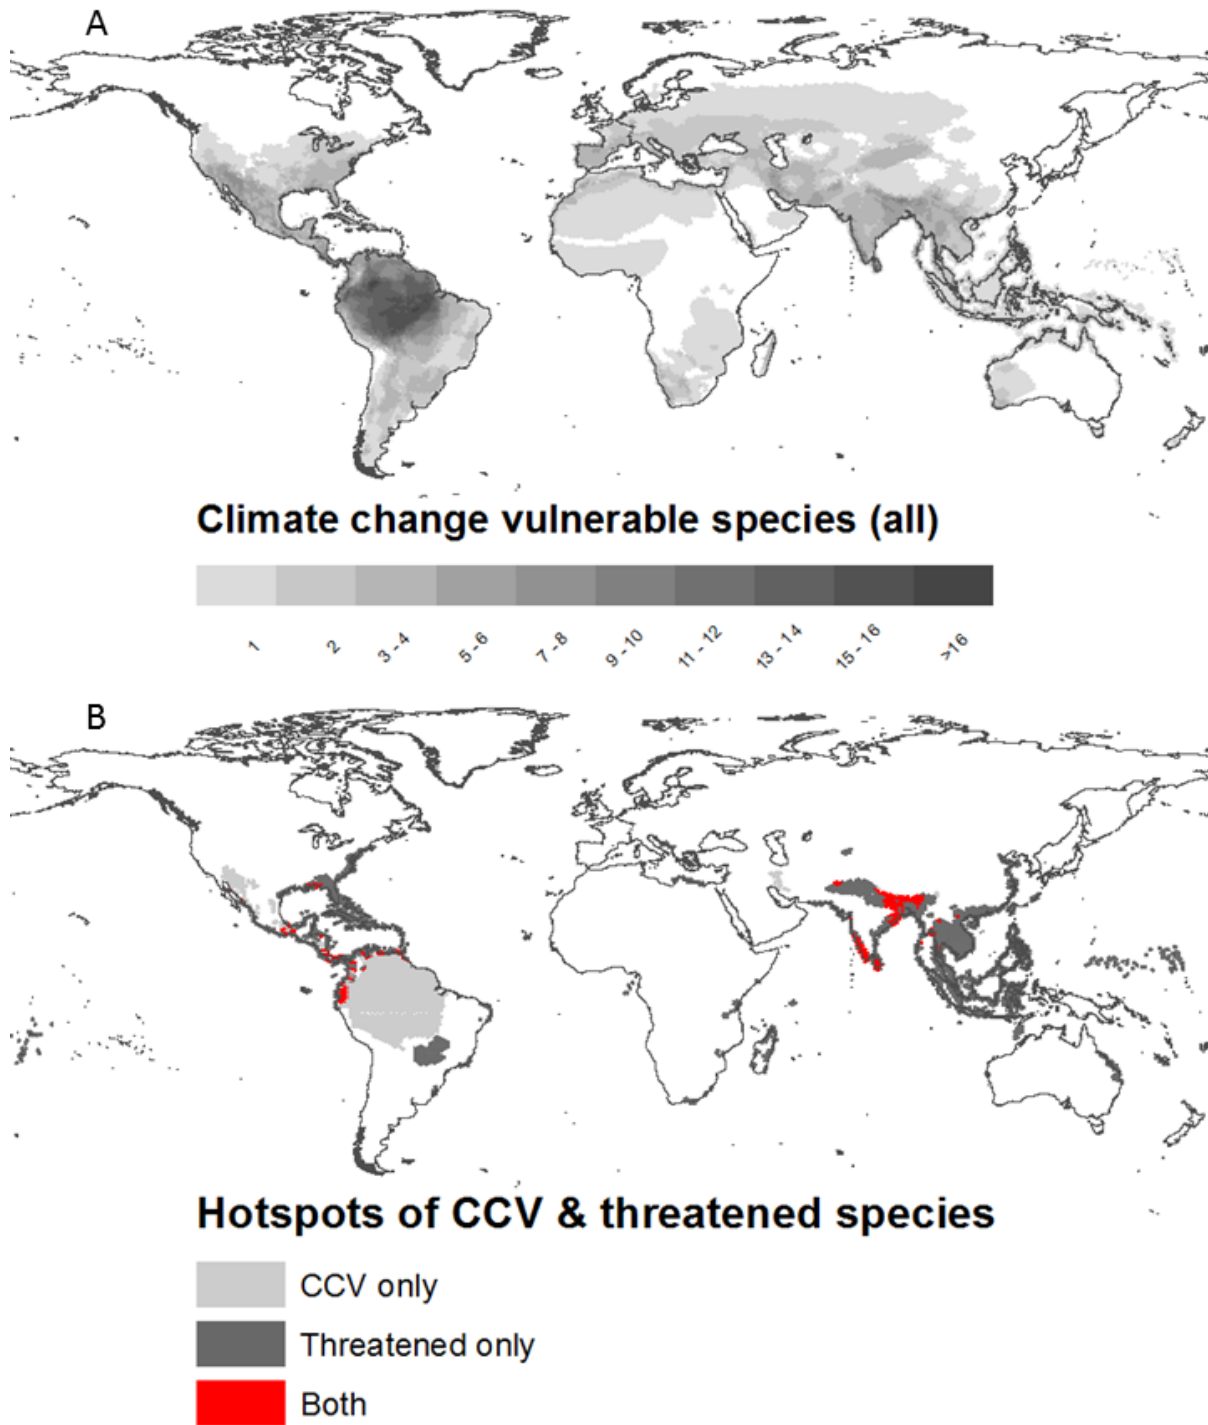 A
Climate change vulnerable species (all)
1 2 3 - 4 5 - 6 7 - 8 9 - 10 11 - 12 13 - 14 15 - 16 >16
B
Hotspots of CCV & threatened species
CCV only
Threatened only
Both